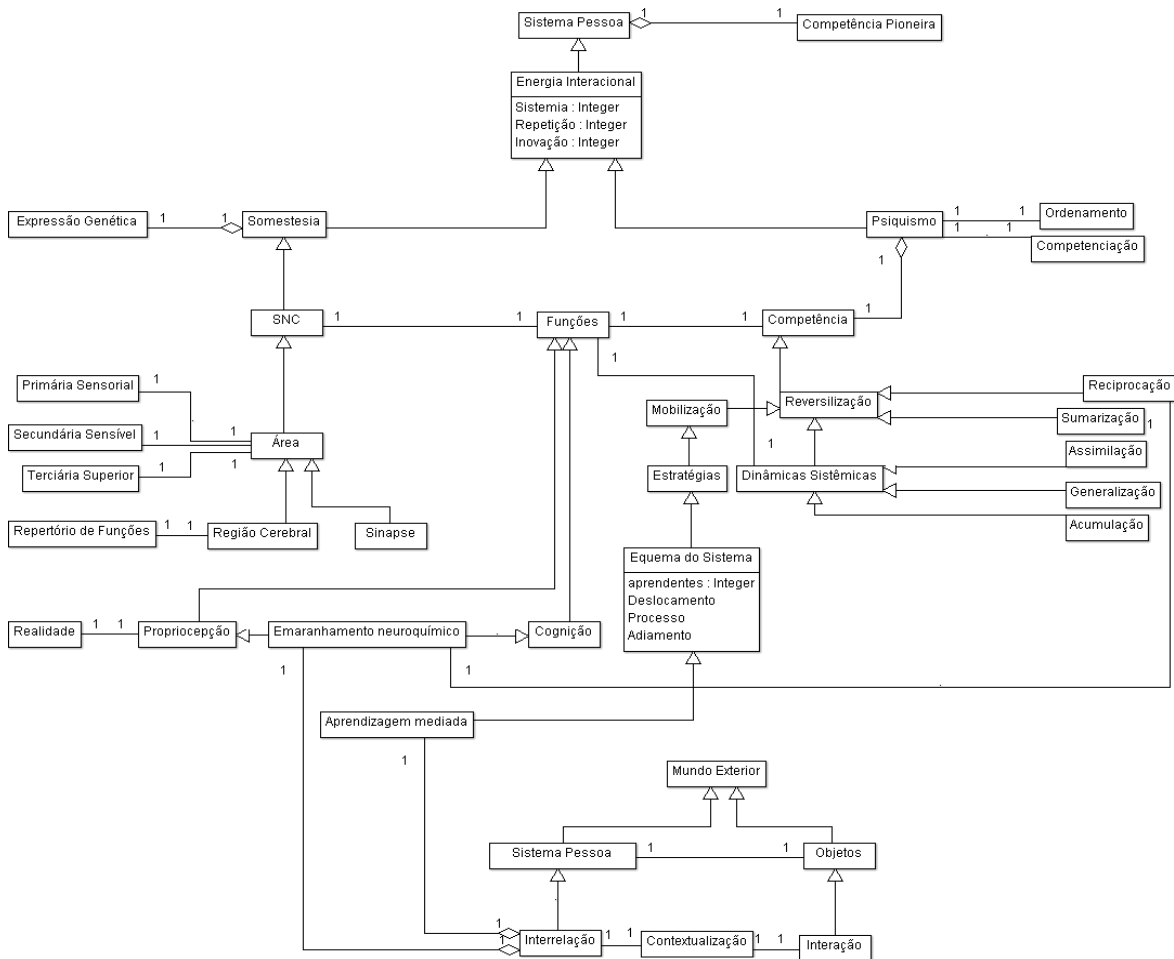 Sistema Pessoa
1
1
Competência Pioneira
Energia Interacional
Sistemia : Integer
Repetição : Integer
Inovação : Integer
Expressão Genética
1
1
Somestesia
Psiquismo
1
1
Ordenamento
1
1
Competenciação
1
SNC
1
1
Funções
1
1
Competência
1
Primária Sensorial
1
1
Mobilização
Reversilização
Reciprocação
Secundária Sensível
1
1
Área
Sumarização
1
Terciária Superior
1
1
Estratégias
1
Dinâmicas Sistêmicas
Assimilação
Generalização
Acumulação
Repertório de Funções
1
1
Região Cerebral
Sinapse
Equema do Sistema
aprendentes : Integer
Deslocamento
Processo
Adiamento
Realidade
1
1
Propriocepção
Emaranhamento neuroquímico
Cognição
1
1
Aprendizagem mediada
1
Mundo Exterior
Sistema Pessoa
1
1
Objetos
1
1
Interrelação
1
1
Contextualização
1
1
Interação